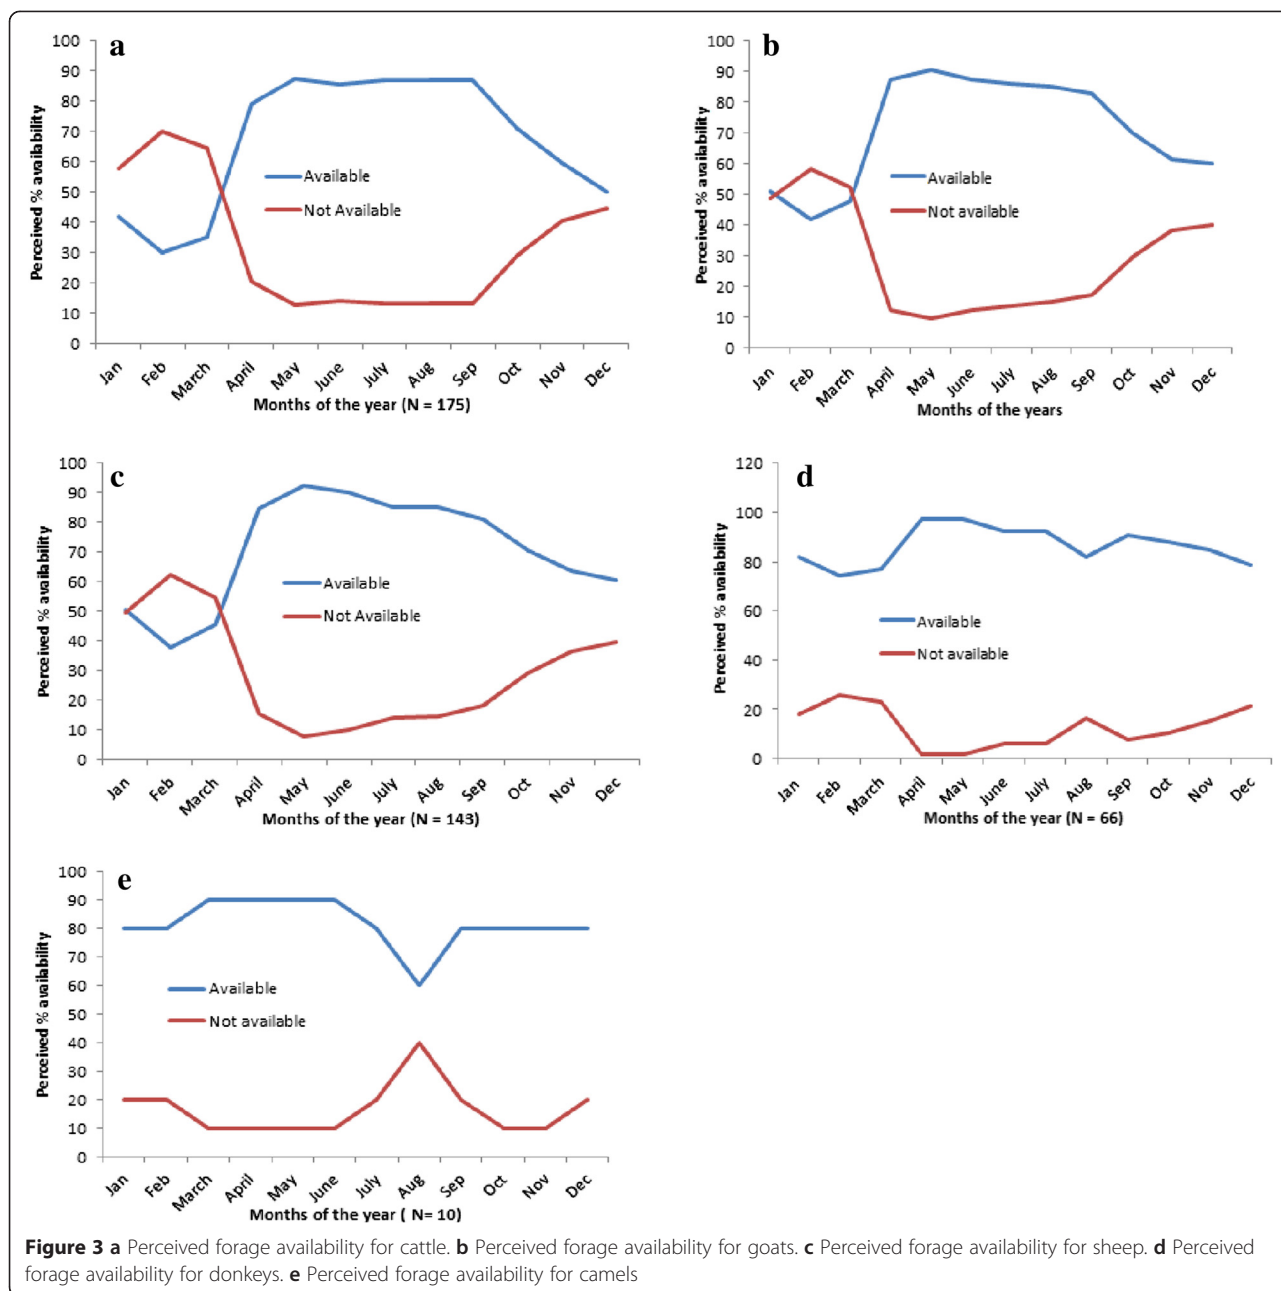 a
100
90
80
70
60
50
40
30
20
10
0
Perceived % availability
Available
Not Available
Jan Feb March April May June July Aug Sep Oct Nov Dec
Months of the year (N = 175)
b
100
90
80
70
60
50
40
30
20
10
0
Perceived % availability
Available
Not available
Jan Feb March April May June July Aug Sep Oct Nov Dec
Months of the years
c
100
90
80
70
60
50
40
30
20
10
0
Perceived % availability
Available
Not Available
Jan Feb March April May June July Aug Sep Oct Nov Dec
Months of the year (N = 143)
d
120
100
80
60
40
20
0
Perceived % availability
Available
Not available
Jan Feb March April May June July Aug Sep Oct Nov Dec
Months of the year (N = 66)
e
100
90
80
70
60
50
40
30
20
10
0
Perceived % availability
Available
Not available
Jan Feb March April May June July Aug Sep Oct Nov Dec
Months of the year ( N= 10)
Figure 3 a Perceived forage availability for cattle. b Perceived forage availability for goats. c Perceived forage availability for sheep. d Perceived
forage availability for donkeys. e Perceived forage availability for camels